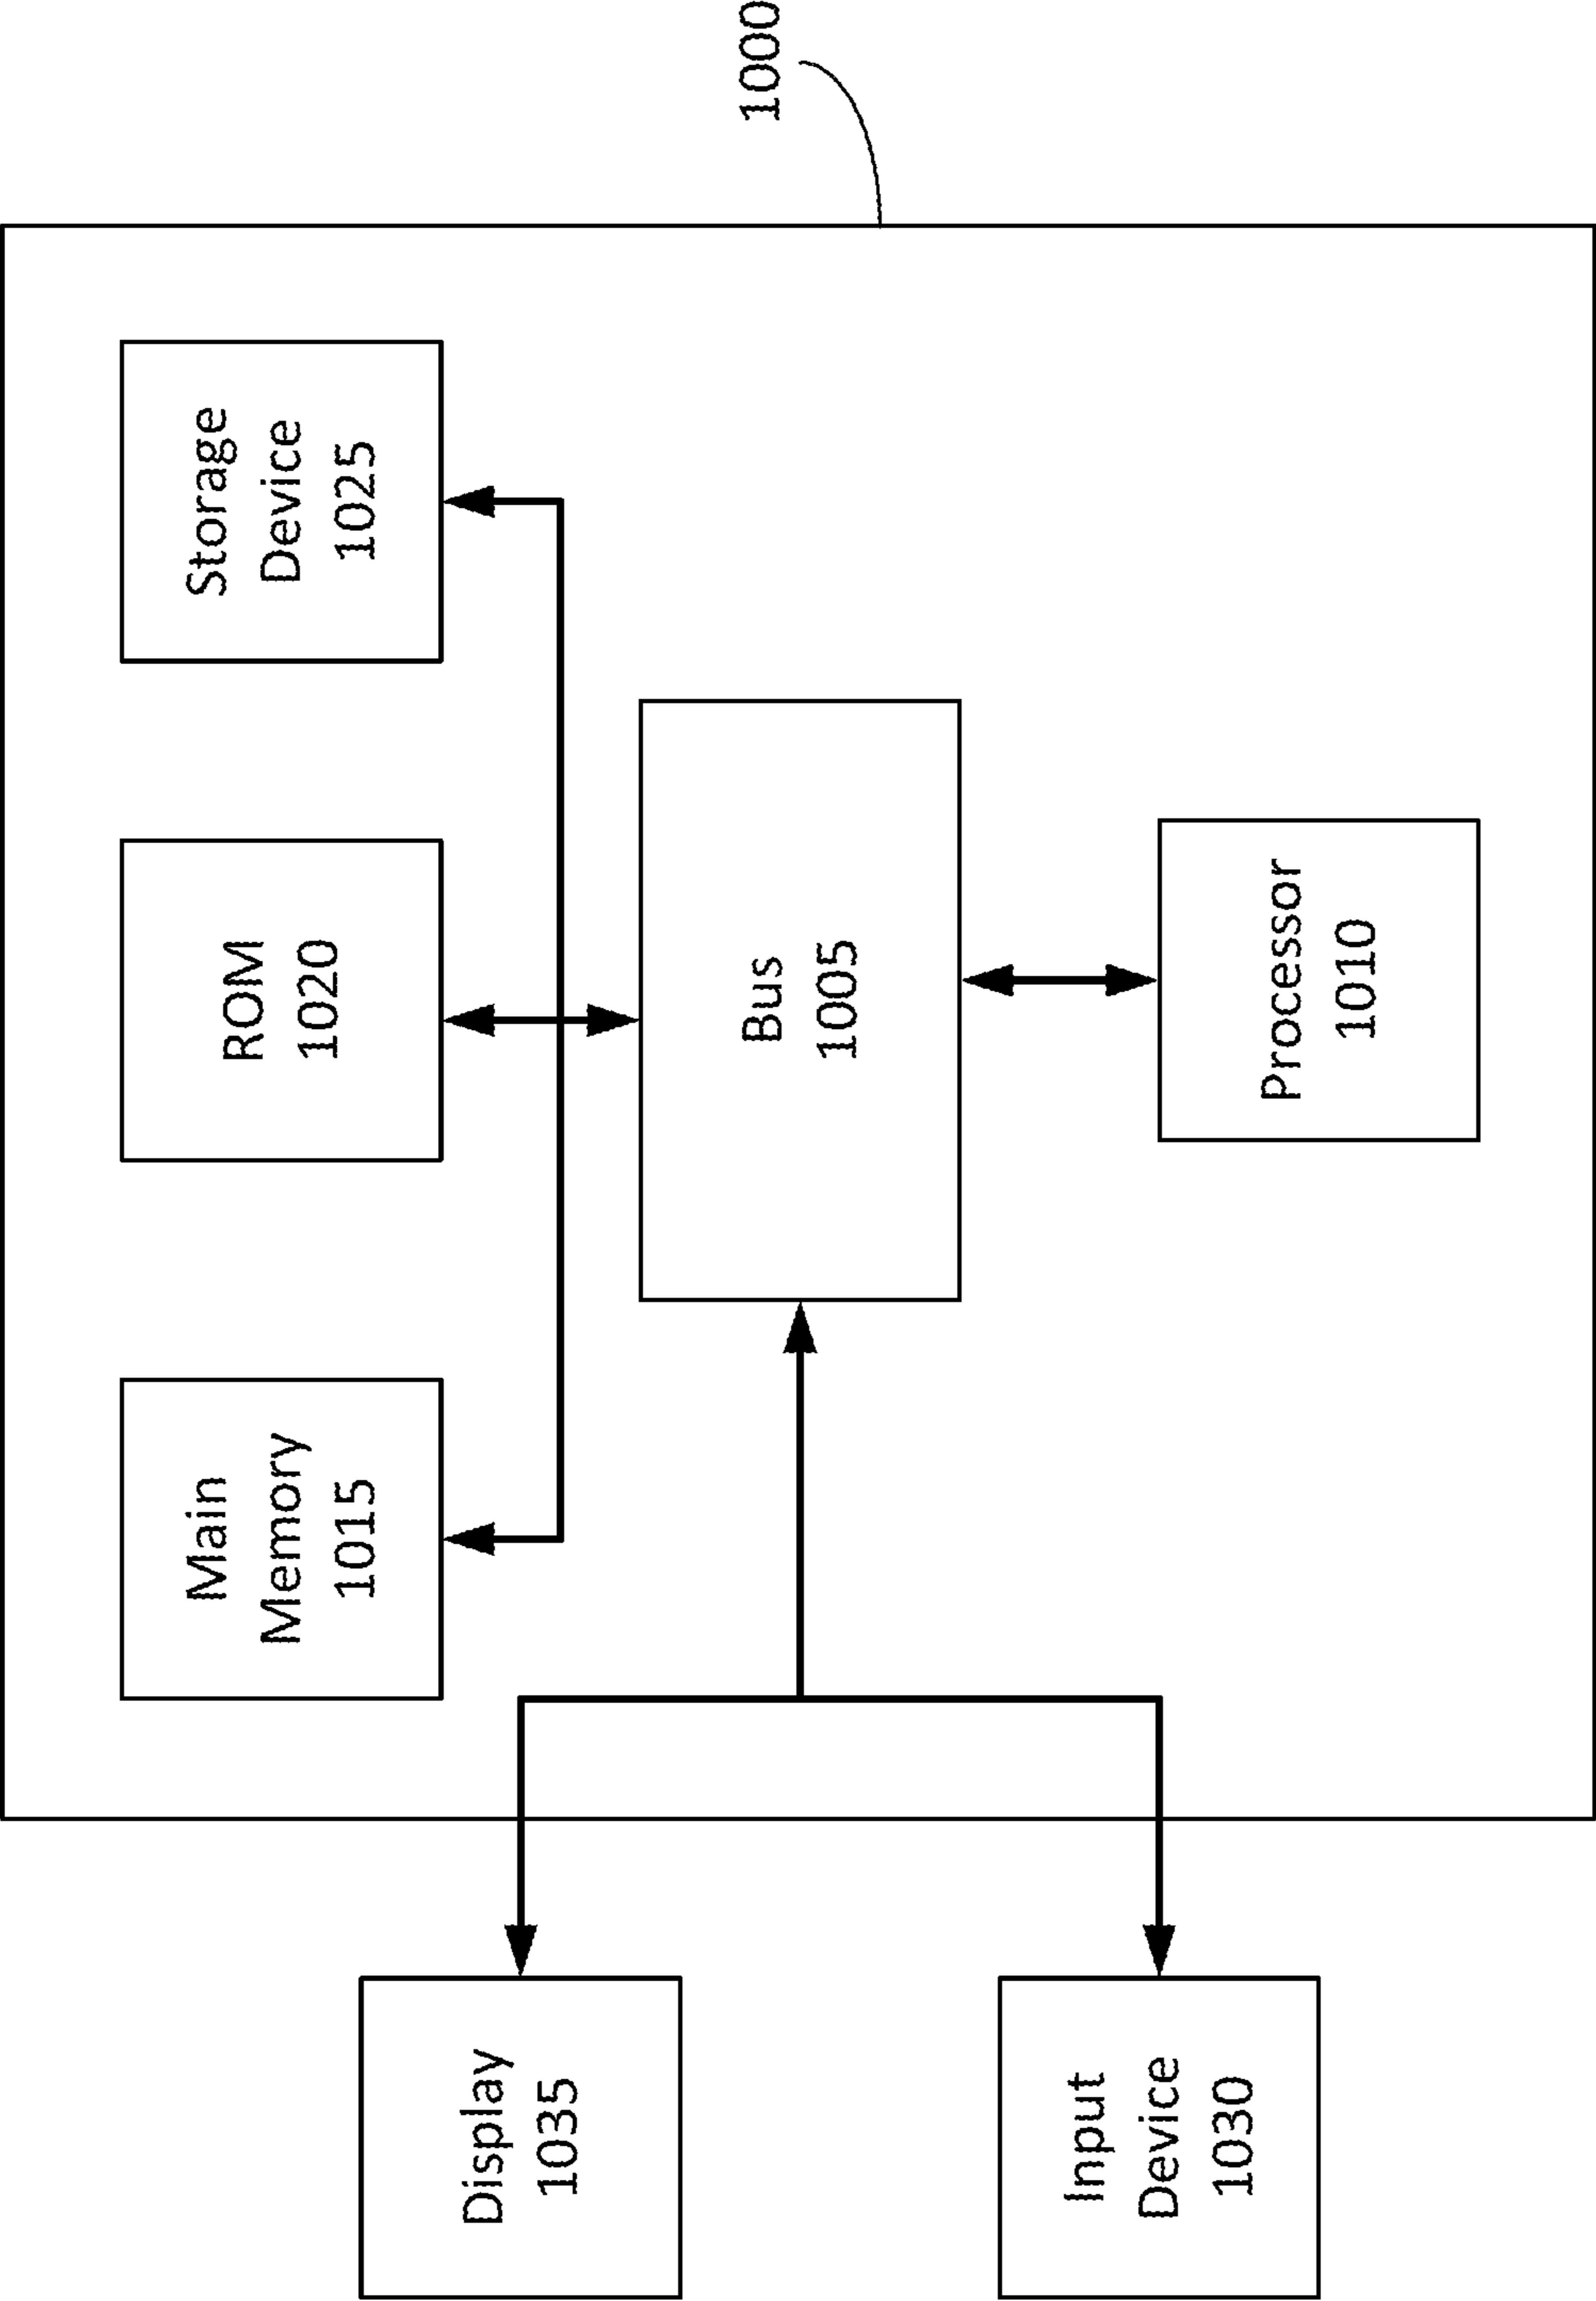 1000
Main
Memory
1015
ROM
1020
Storage
Device
1025
Display
1035
Bus
1005
Input
Device
1030
Processor
1010